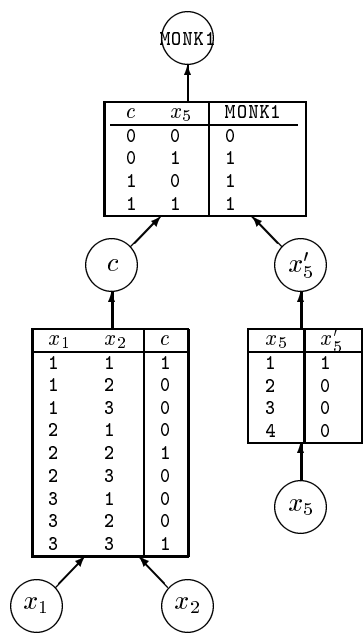 MONK1
c x₅ MONK1
0 0 0
0 1 1
1 0 1
1 1 1
c
x₅′
x₁ x₂ c
1 1 1
1 2 0
1 3 0
2 1 0
2 2 1
2 3 0
3 1 0
3 2 0
3 3 1
x₅ x₅′
1 1
2 0
3 0
4 0
x₅
x₁
x₂